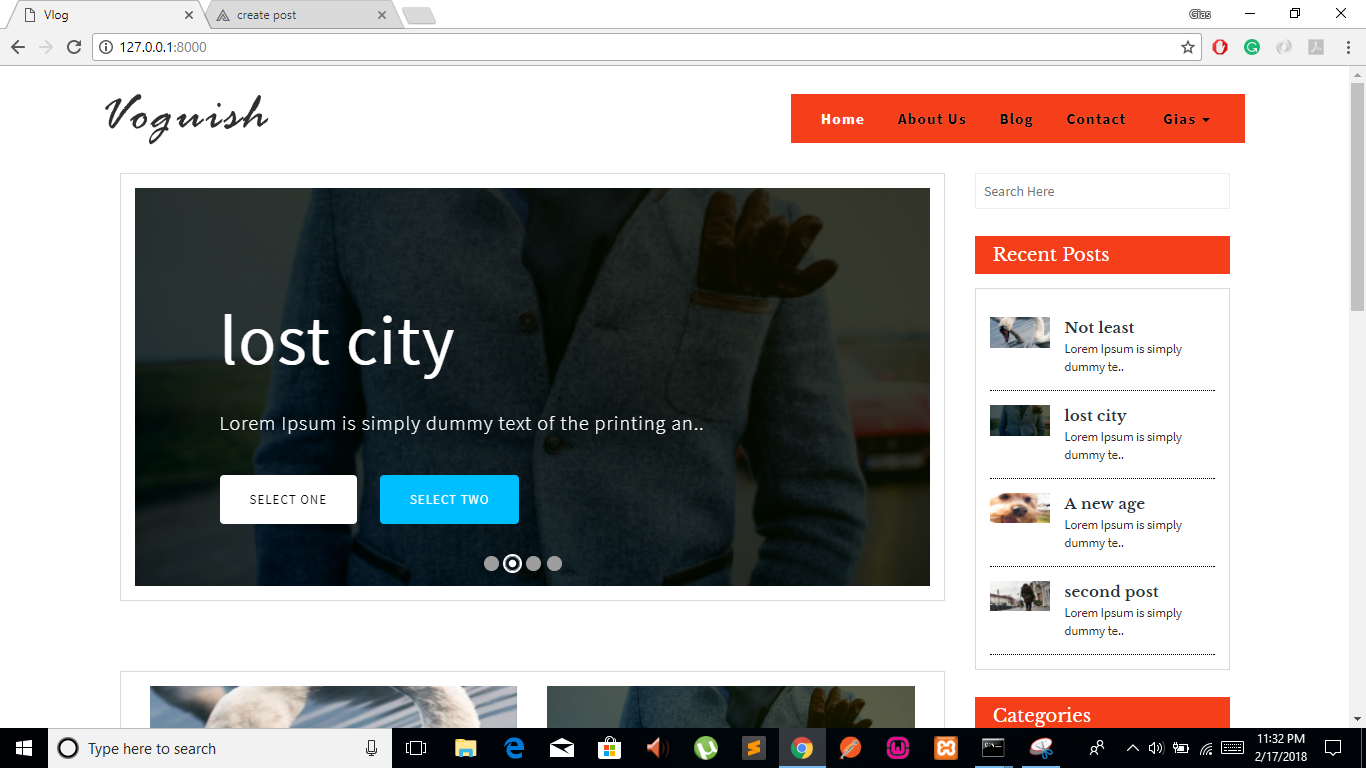 Vlog
create post
Gias
127.0.0.1:8000
Voguish
Home About Us Blog Contact Gias
lost city
Lorem Ipsum is simply dummy text of the printing an..
SELECT ONE SELECT TWO
Search Here
Recent Posts
Not least
Lorem Ipsum is simply
dummy te..
lost city
Lorem Ipsum is simply
dummy te..
A new age
Lorem Ipsum is simply
dummy te..
second post
Lorem Ipsum is simply
dummy te..
Categories
Type here to search
11:32 PM
2/17/2018